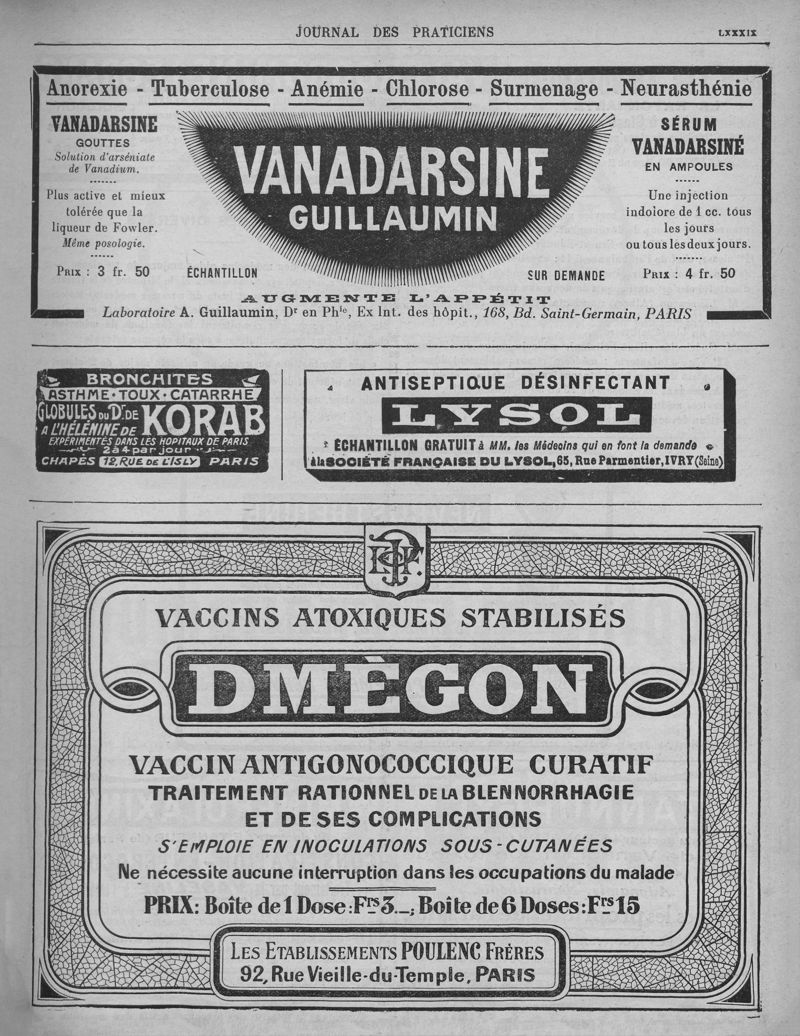 JOURNAL DES PRATICIENS
LXXXIX
Anorexie - Tuberculose - Anémie - Chlorose - Surmenage - Neurasthénie
VANADARSINE
GOUTTES
Solution d'arséniate
de Vanadium.
Plus active et mieux
tolérée que la
liqueur de Fowler.
Même posologie.
PRIX : 3 fr. 50
VANADARSINE
GUILLAUMIN
ÉCHANTILLON
SUR DEMANDE
SÉRUM
VANADARSINÉ
EN AMPOULES
Une injection
indolore de 1 cc. tous
les jours
ou tous les deux jours.
PRIX : 4 fr. 50
AUGMENTE L'APPÉTIT
Laboratoire A. Guillaumin, Dr en Phie, Ex Int. des hôpit., 168, Bd. Saint-Germain, PARIS
BRONCHITES
ASTHME • TOUX • CATARRHE
GLOBULES DU Dr. DE
A L'HÉLÉNINE DE
KORAB
EXPÉRIMENTÉS DANS LES HOPITAUX DE PARIS
2 à 4 par jour
CHAPÈS 12, RUE DE L'ISLY PARIS
ANTISEPTIQUE DÉSINFECTANT
LYSOL
ÉCHANTILLON GRATUIT à MM. les Médecins qui en font la demande
à la SOCIÉTÉ FRANÇAISE DU LYSOL, 65, Rue Parmentier, IVRY (Seine)
VACCINS ATOXIQUES STABILISÉS
DMÈGON
VACCIN ANTIGONOCOCCIQUE CURATIF
TRAITEMENT RATIONNEL DE LA BLENNORRHAGIE
ET DE SES COMPLICATIONS
S'EMPLOIE EN INOCULATIONS SOUS-CUTANÉES
Ne nécessite aucune interruption dans les occupations du malade
PRIX: Boîte de 1 Dose: Frs 3._; Boîte de 6 Doses: Frs 15
LES ETABLISSEMENTS POULENC FRÈRES
92, Rue Vieille-du-Temple, PARIS